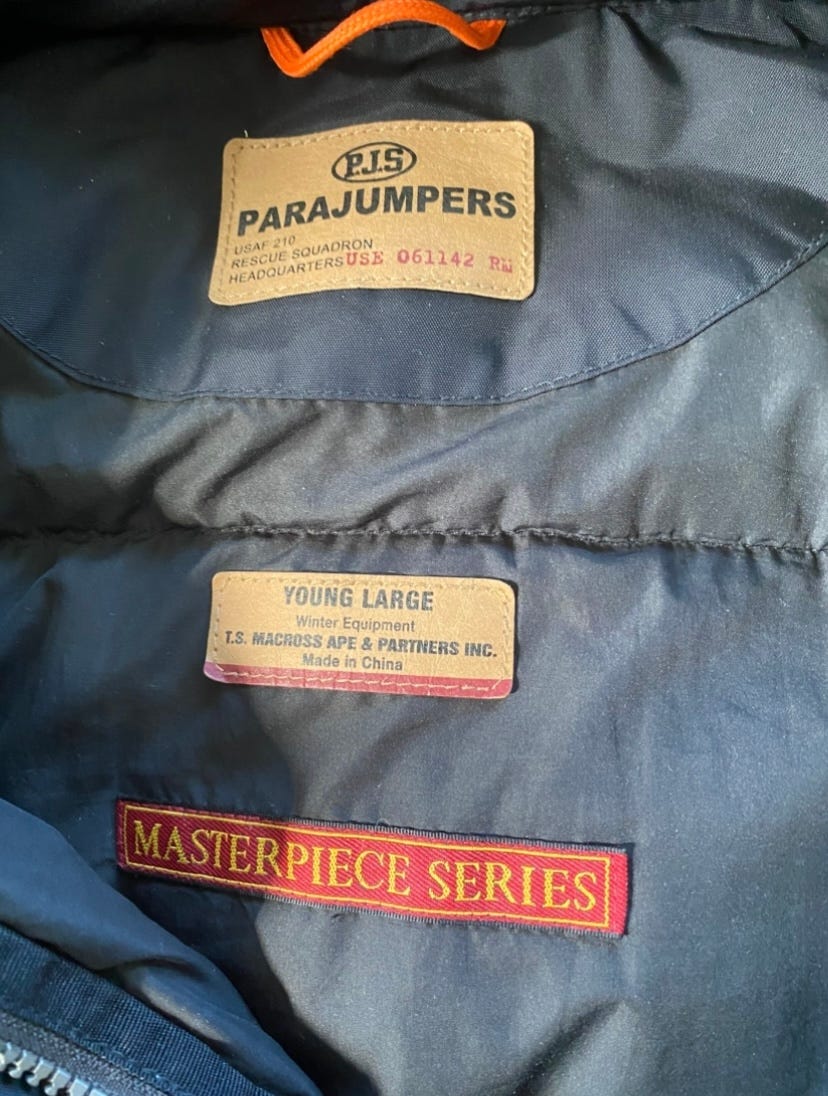 P.J.S
PARAJUMPERS
USAF 210
RESCUE SQUADRON
HEADQUARTERS USE 061142
YOUNG LARGE
Winter Equipment
T.S. MACROSS APE & PARTNERS INC.
Made in China
MASTERPIECE SERIES